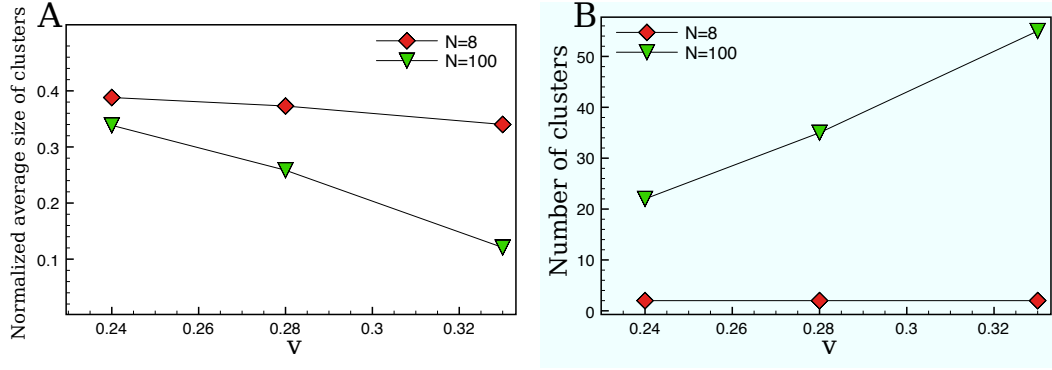 A
Normalized average size of clusters
N=8
N=100
0.4
0.3
0.2
0.1
0.24
0.26
0.28
0.3
0.32
v
B
Number of clusters
N=8
N=100
50
40
30
20
10
0
0.24
0.26
0.28
0.3
0.32
v